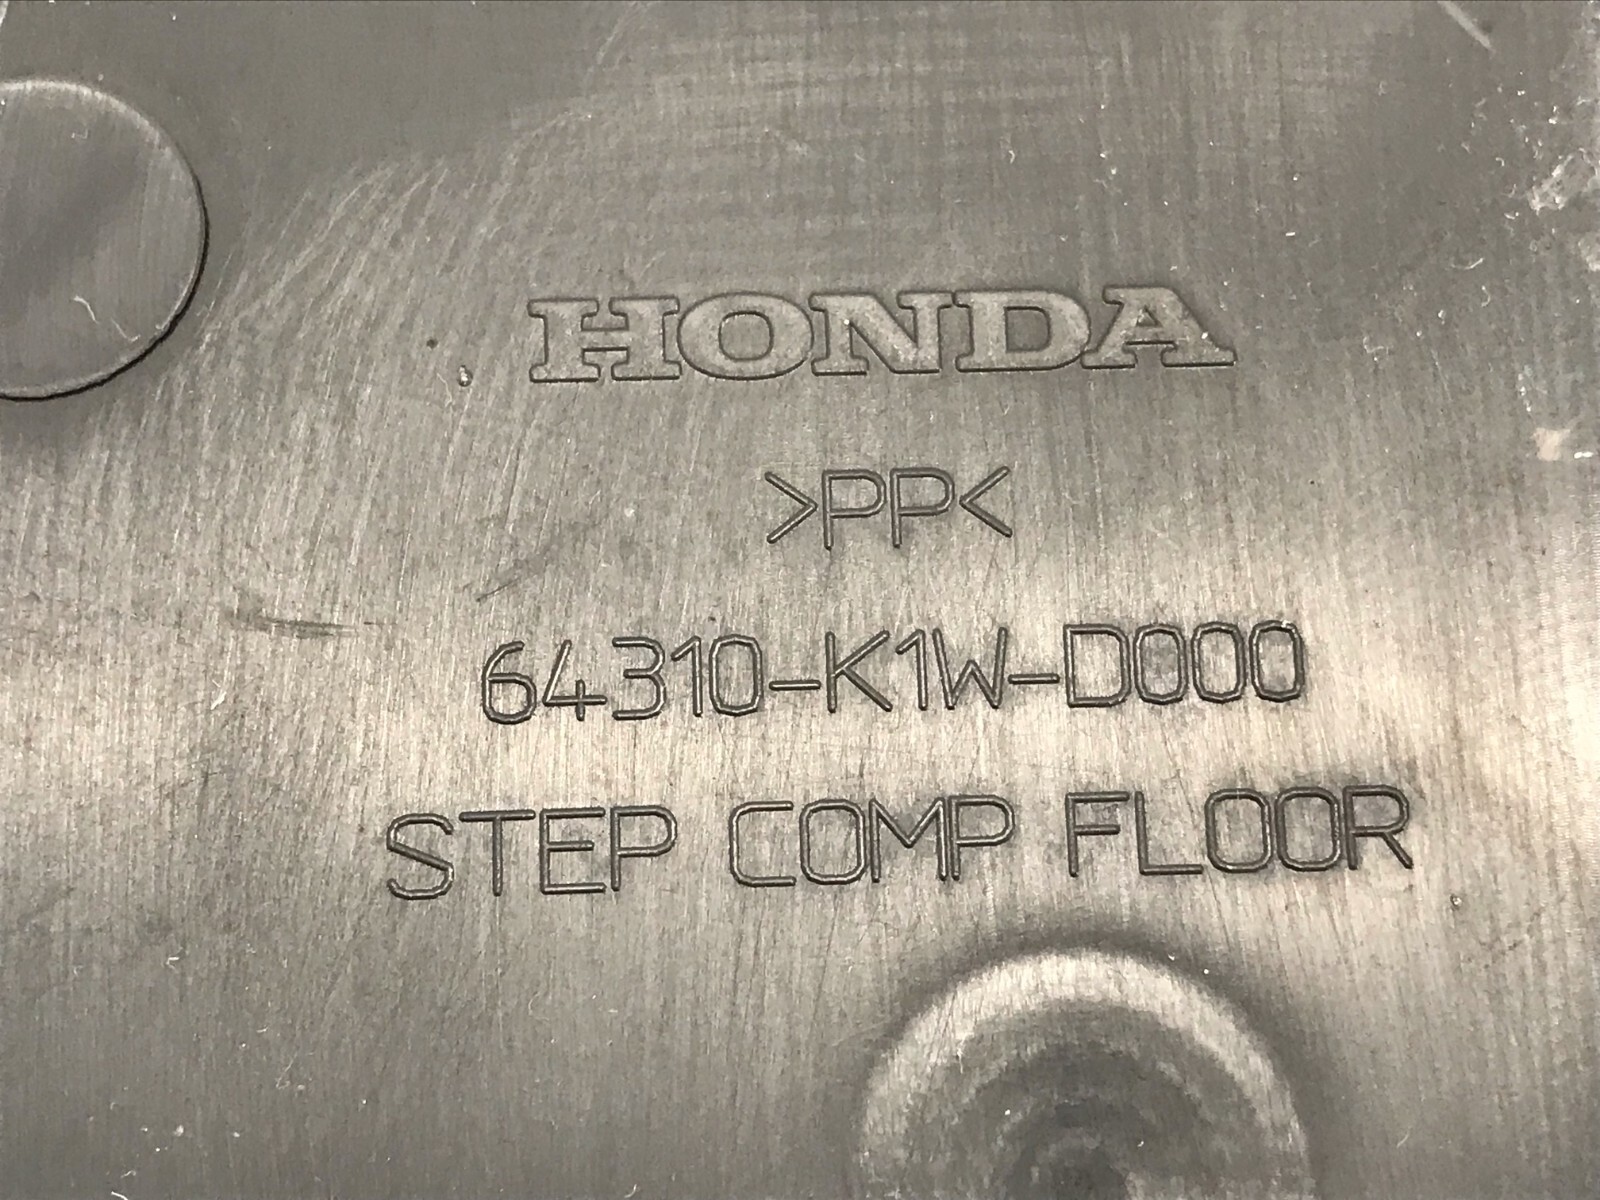 HONDA
>PP<
64310-K1W-D000
STEP COMP FLOOR